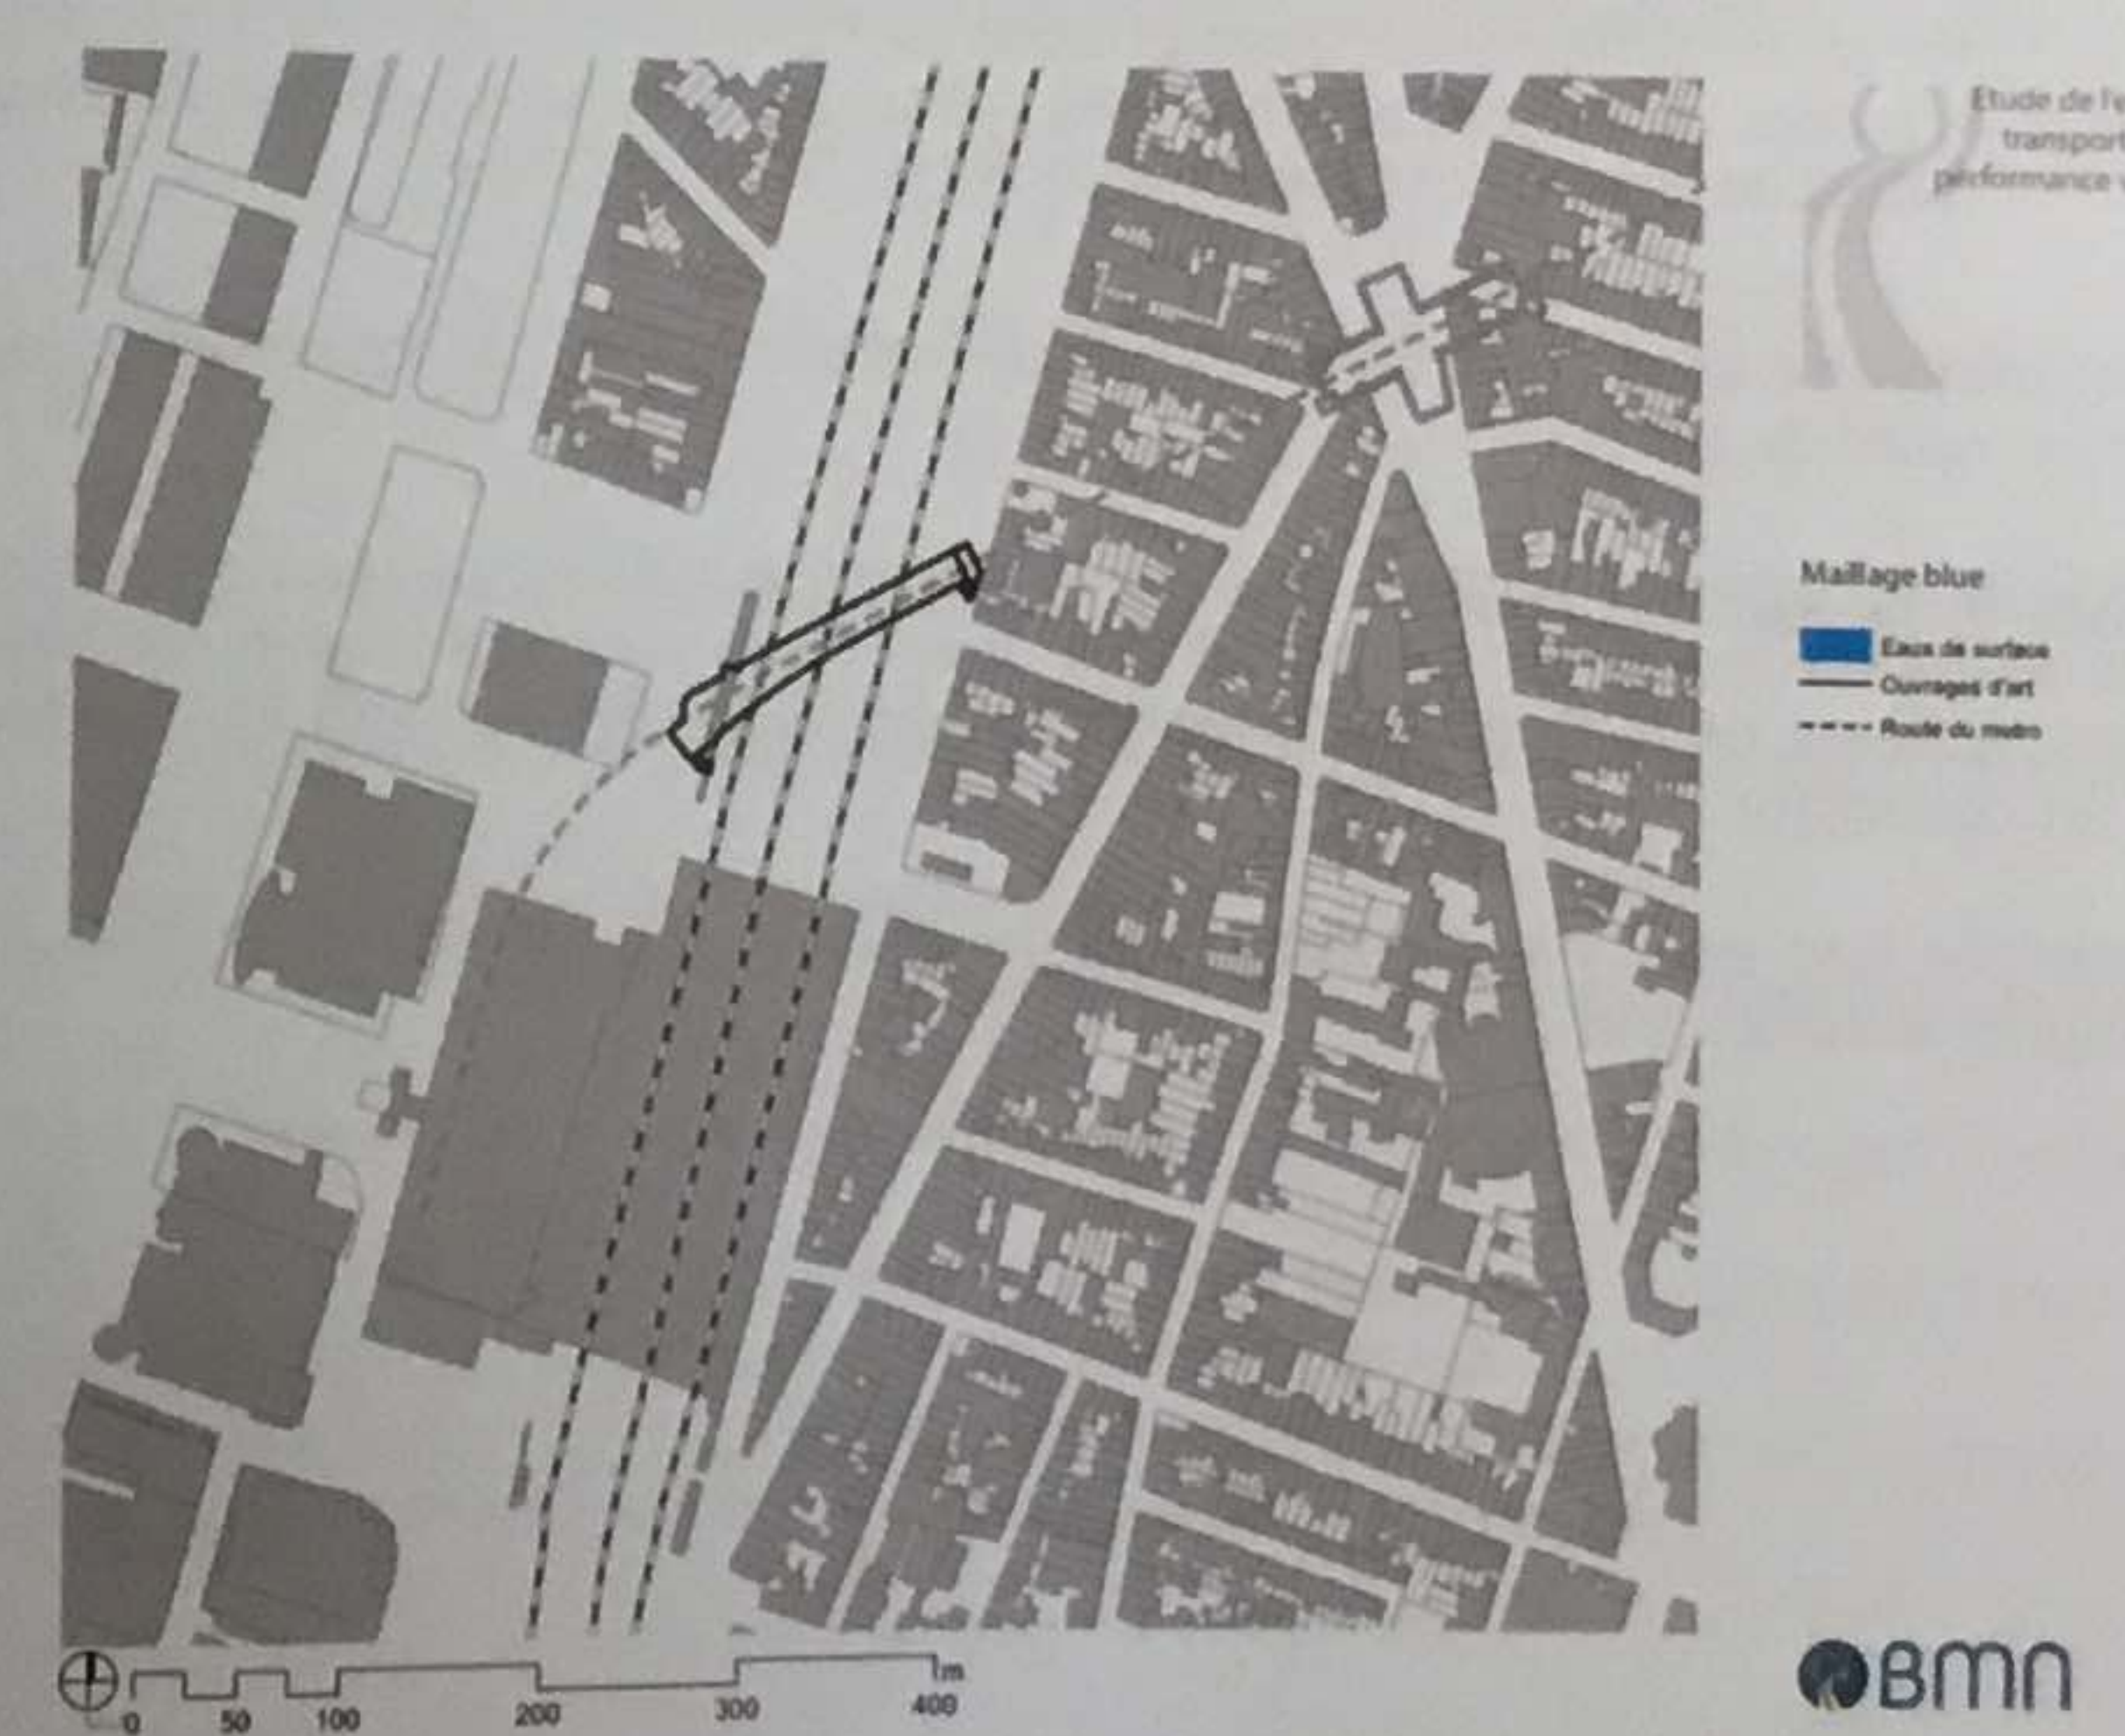 Etude de l'
transport
performance
Maillage blue
Eaux de surface
Ouvrages d'art
Route du metro
m
0 50 100 200 300 400
BMN